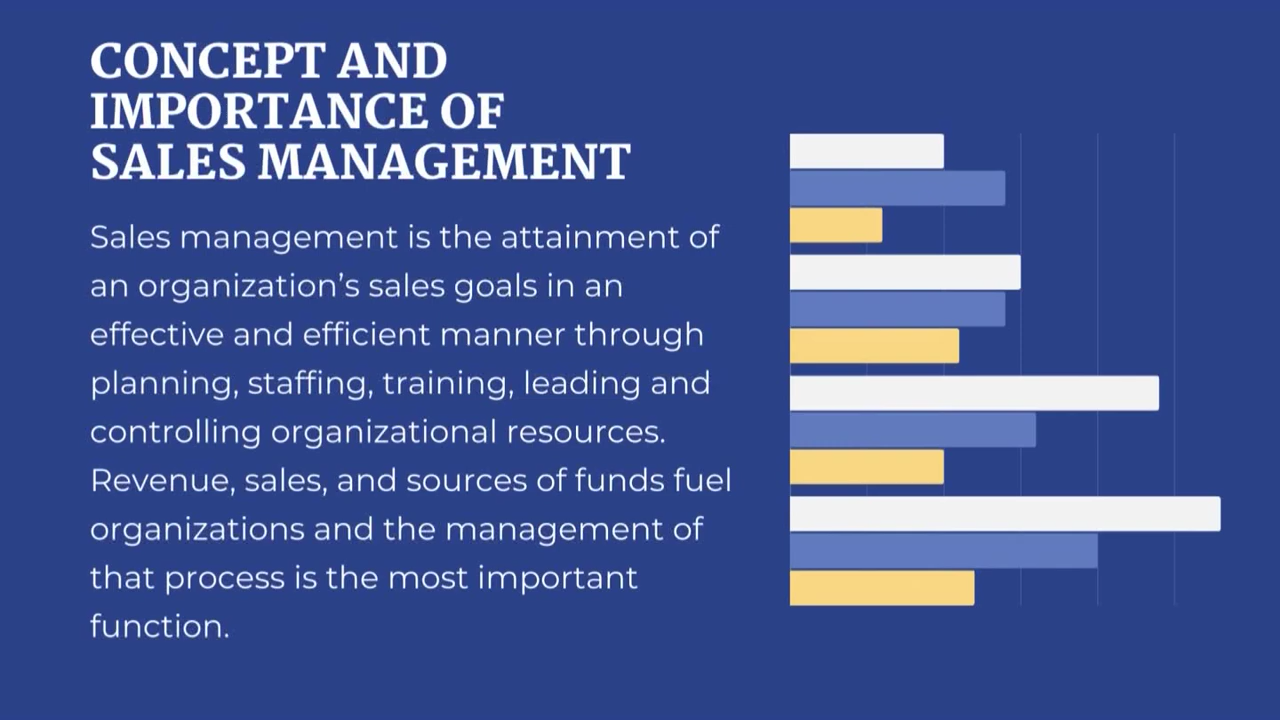 CONCEPT AND
IMPORTANCE OF
SALES MANAGEMENT
Sales management is the attainment of
an organization’s sales goals in an
effective and efficient manner through
planning, staffing, training, leading and
controlling organizational resources.
Revenue, sales, and sources of funds fuel
organizations and the management of
that process is the most important
function.